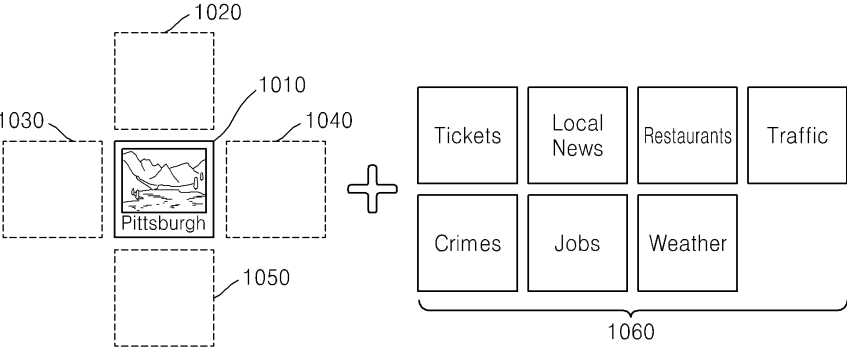 1020
1010
1030
1040
Pittsburgh
1050
Tickets
Local
News
Restaurants
Traffic
Crimes
Jobs
Weather
1060